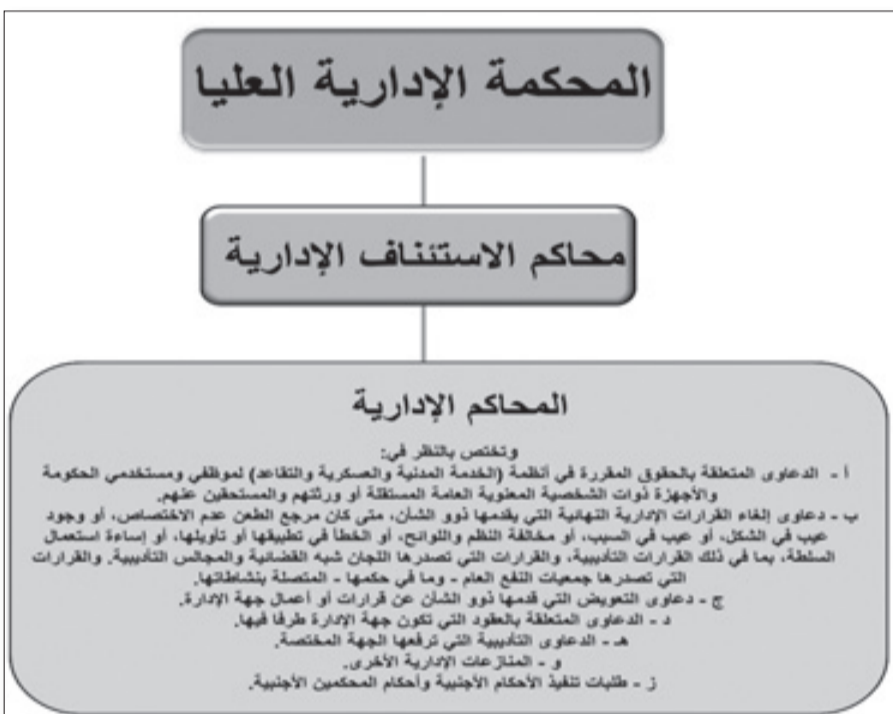 المحكمة الإدارية العليا
محاكم الاستئناف الإدارية
المحاكم الإدارية
وتختص بالنظر في:
أ - الدعاوى المتعلقة بالحقوق المقررة في أنظمة (الخدمة المدنية والعسكرية والتقاعد) لموظفي ومستخدمي الحكومة
والأجهزة ذوات الشخصية المعنوية العامة المستقلة أو ورثتهم والمستحقين عنهم.
ب - دعاوى إلغاء القرارات الإدارية النهائية التي يقدمها ذوو الشأن، متى كان مرجع الطعن عدم الاختصاص، أو وجود
عيب في الشكل، أو عيب في السبب، أو مخالفة النظم واللوائح، أو الخطأ في تطبيقها أو تأويلها، أو إساءة استعمال
السلطة، بما في ذلك القرارات التأديبية، والقرارات التي تصدرها اللجان شبه القضائية والمجالس التأديبية. والقرارات
التي تصدرها جمعيات النفع العام - وما في حكمها - المتصلة بنشاطاتها.
ج - دعاوى التعويض التي قدمها ذوو الشأن عن قرارات أو أعمال جهة الإدارة.
د - الدعاوى المتعلقة بالعقود التي تكون جهة الإدارة طرفا فيها.
هـ - الدعاوى التأديبية التي ترفعها الجهة المختصة.
و - المنازعات الإدارية الأخرى.
ز - طلبات تنفيذ الأحكام الأجنبية وأحكام المحكمين الأجنبية.